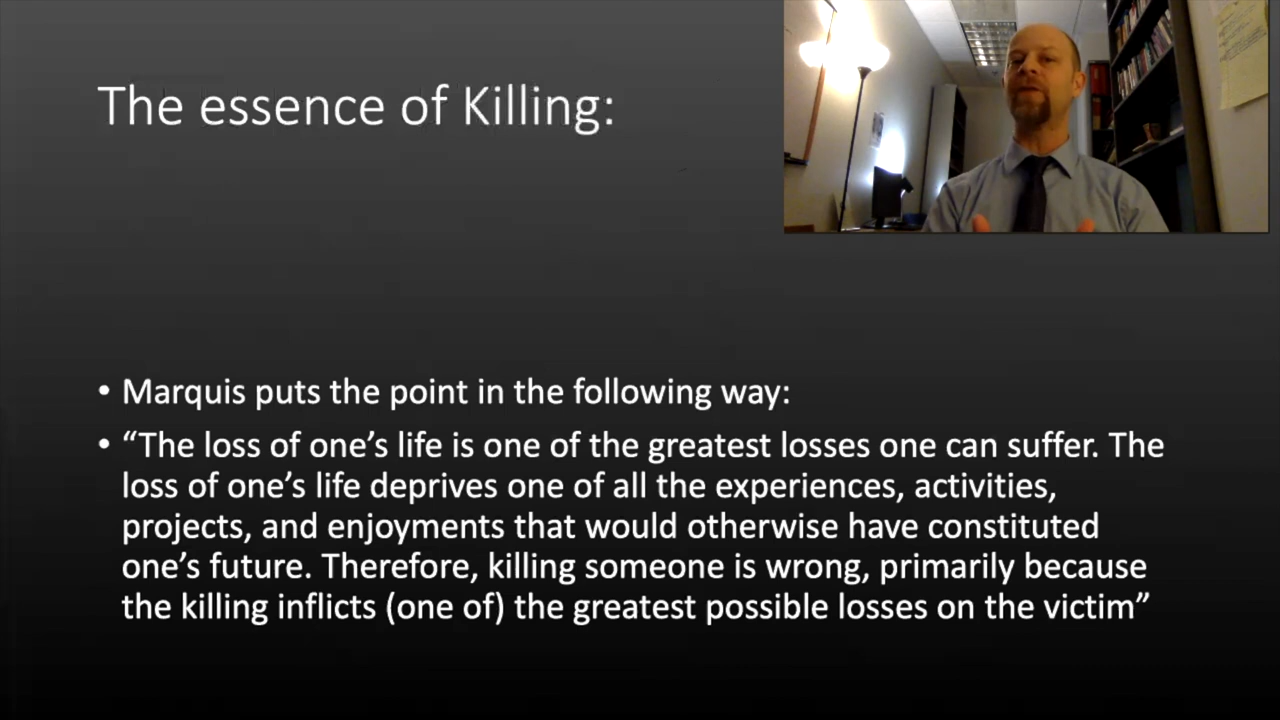 The essence of Killing:
• Marquis puts the point in the following way:
• “The loss of one’s life is one of the greatest losses one can suffer. The
loss of one’s life deprives one of all the experiences, activities,
projects, and enjoyments that would otherwise have constituted
one’s future. Therefore, killing someone is wrong, primarily because
the killing inflicts (one of) the greatest possible losses on the victim”